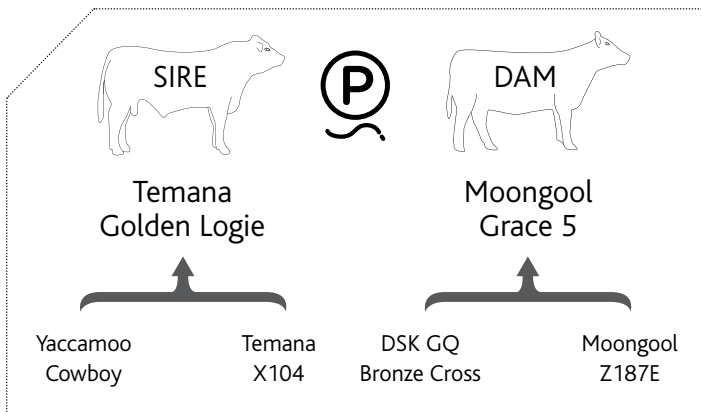 SIRE
P
DAM
Temana
Golden Logie
Moongool
Grace 5
Yaccamoo
Cowboy
Temana
X104
DSK GQ
Bronze Cross
Moongool
Z187E